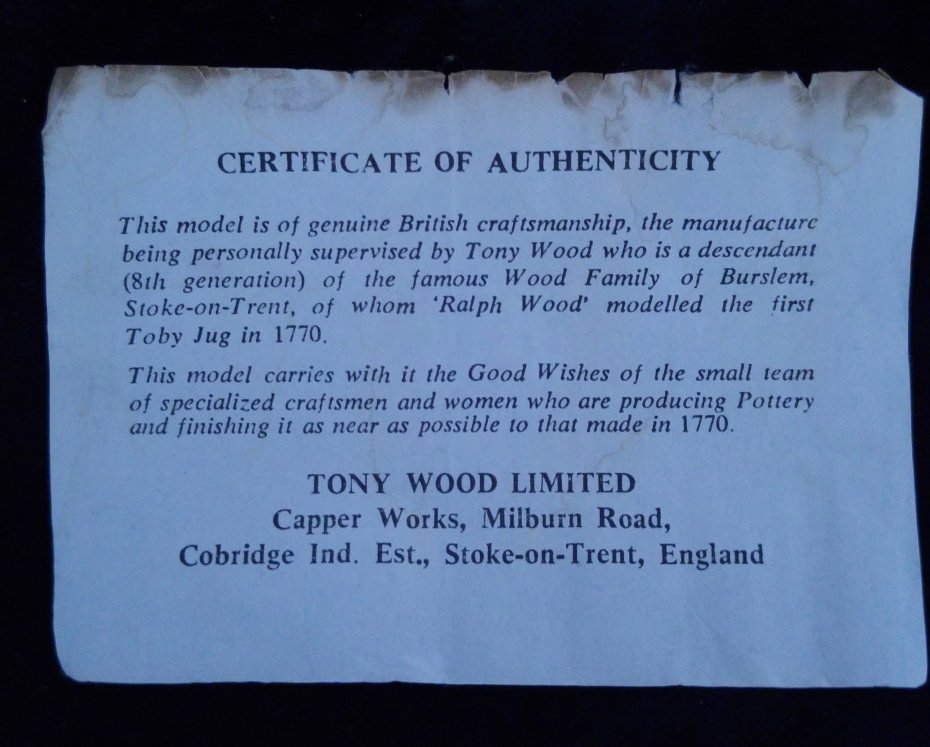 CERTIFICATE OF AUTHENTICITY
This model is of genuine British craftsmanship, the manufacture
being personally supervised by Tony Wood who is a descendant
(8th generation) of the famous Wood Family of Burslem,
Stoke-on-Trent, of whom 'Ralph Wood' modelled the first
Toby Jug in 1770.
This model carries with it the Good Wishes of the small team
of specialized craftsmen and women who are producing Pottery
and finishing it as near as possible to that made in 1770.
TONY WOOD LIMITED
Capper Works, Milburn Road,
Cobridge Ind. Est., Stoke-on-Trent, England